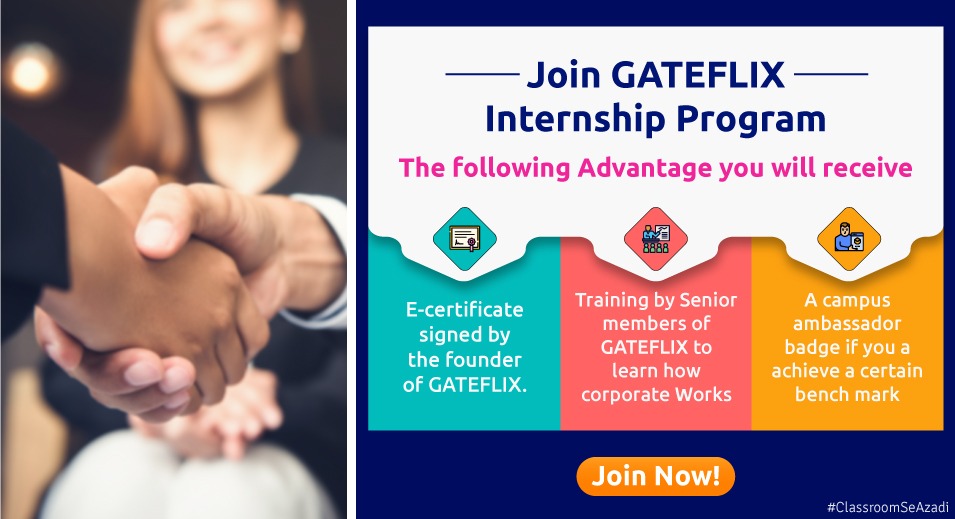 Join GATEFLIX
Internship Program
The following Advantage you will receive
E-certificate
signed by
the founder
of GATEFLIX.
Training by Senior
members of
GATEFLIX to
learn how
corporate Works
A campus
ambassador
badge if you a
achieve a certain
bench mark
Join Now!
#ClassroomSeAzadi